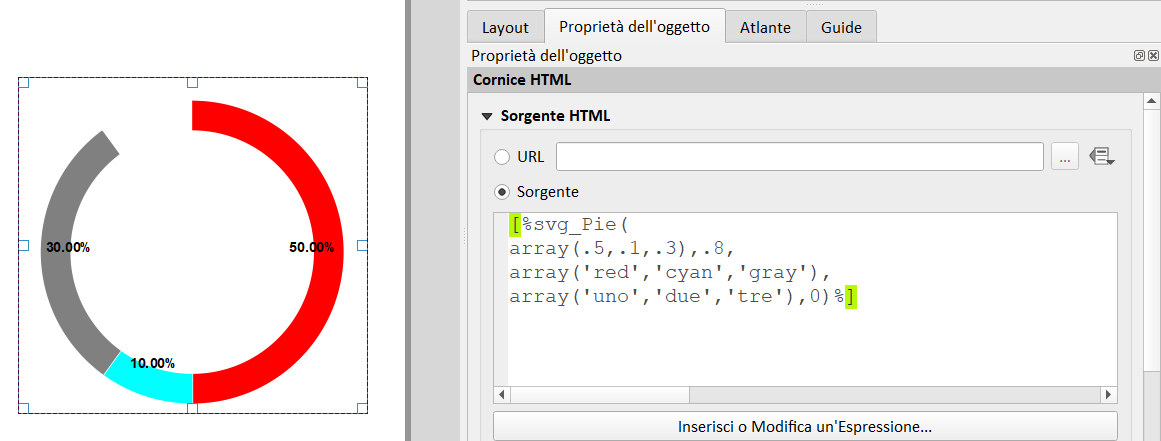 Layout
Proprietà dell'oggetto
Atlante
Guide
Proprietà dell'oggetto
Cornice HTML
Sorgente HTML
URL
...
Sorgente
[%svg_Pie(
array(.5,.1,.3),.8,
array('red','cyan','gray'),
array('uno','due','tre'),0)%]
Inserisci o Modifica un'Espressione...
30.00%
50.00%
10.00%